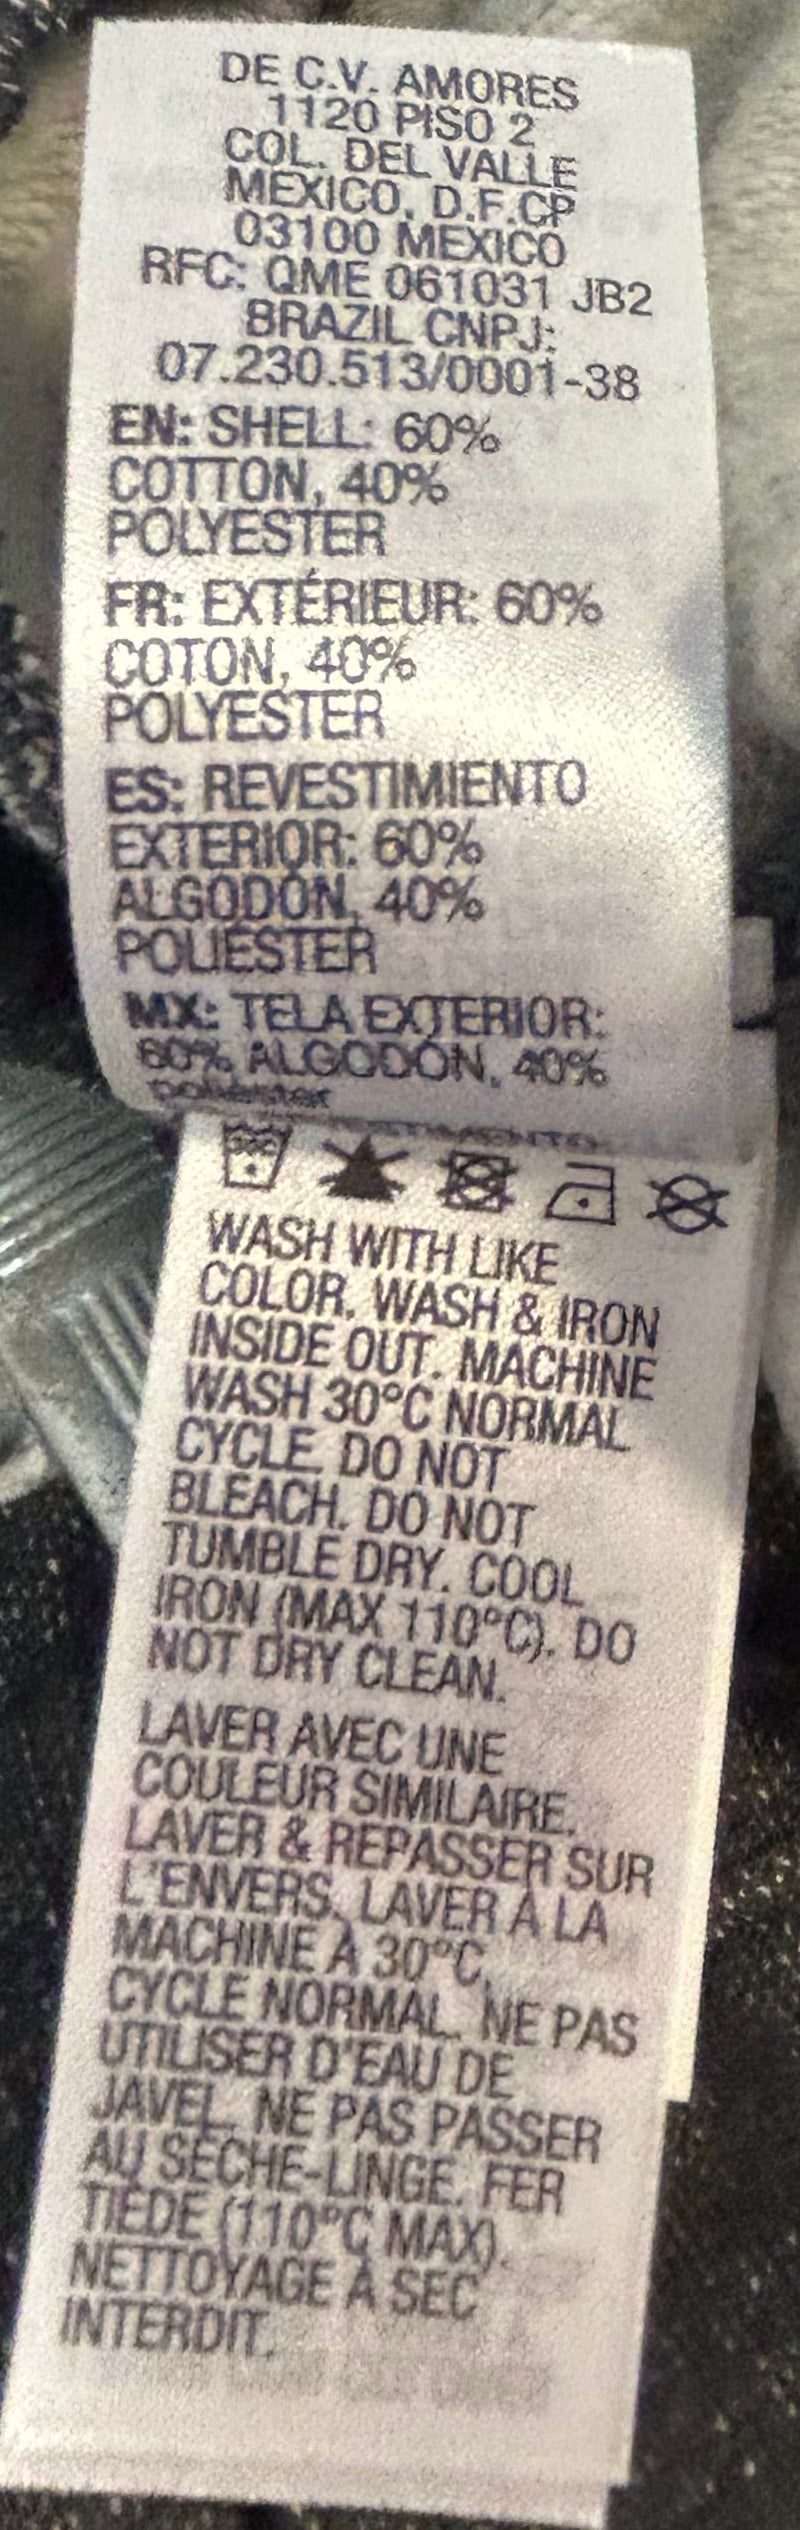 DE C.V. AMORES
1120 PISO 2
COL. DEL VALLE
MEXICO, D.F.CP
03100 MEXICO
RFC: QME 061031 JB2
BRAZIL CNPJ:
07.230.513/0001-38
EN: SHELL: 60%
COTTON, 40%
POLYESTER
FR: EXTÉRIEUR: 60%
COTON, 40%
POLYESTER
ES: REVESTIMIENTO
EXTERIOR: 60%
ALGODÓN, 40%
POLIÉSTER
MX: TELA EXTERIOR:
60% ALGODÓN, 40%
POLIÉSTER
WASH WITH LIKE
COLOR. WASH & IRON
INSIDE OUT. MACHINE
WASH 30°C NORMAL
CYCLE. DO NOT
BLEACH. DO NOT
TUMBLE DRY. COOL
IRON (MAX 110°C). DO
NOT DRY CLEAN.
LAVER AVEC UNE
COULEUR SIMILAIRE.
LAVER & REPASSER SUR
L'ENVERS. LAVER À LA
MACHINE À 30°C,
CYCLE NORMAL. NE PAS
UTILISER D'EAU DE
JAVEL. NE PAS PASSER
AU SÈCHE-LINGE. FER
TIÈDE (110°C MAX).
NETTOYAGE À SEC
INTERDIT.